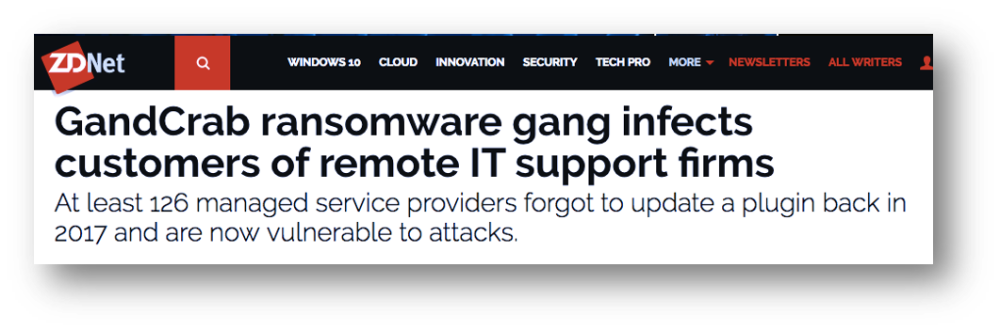 ZDNet WINDOWS 10 CLOUD INNOVATION SECURITY TECH PRO MORE NEWSLETTERS ALL WRITERS
GandCrab ransomware gang infects
customers of remote IT support firms
At least 126 managed service providers forgot to update a plugin back in
2017 and are now vulnerable to attacks.